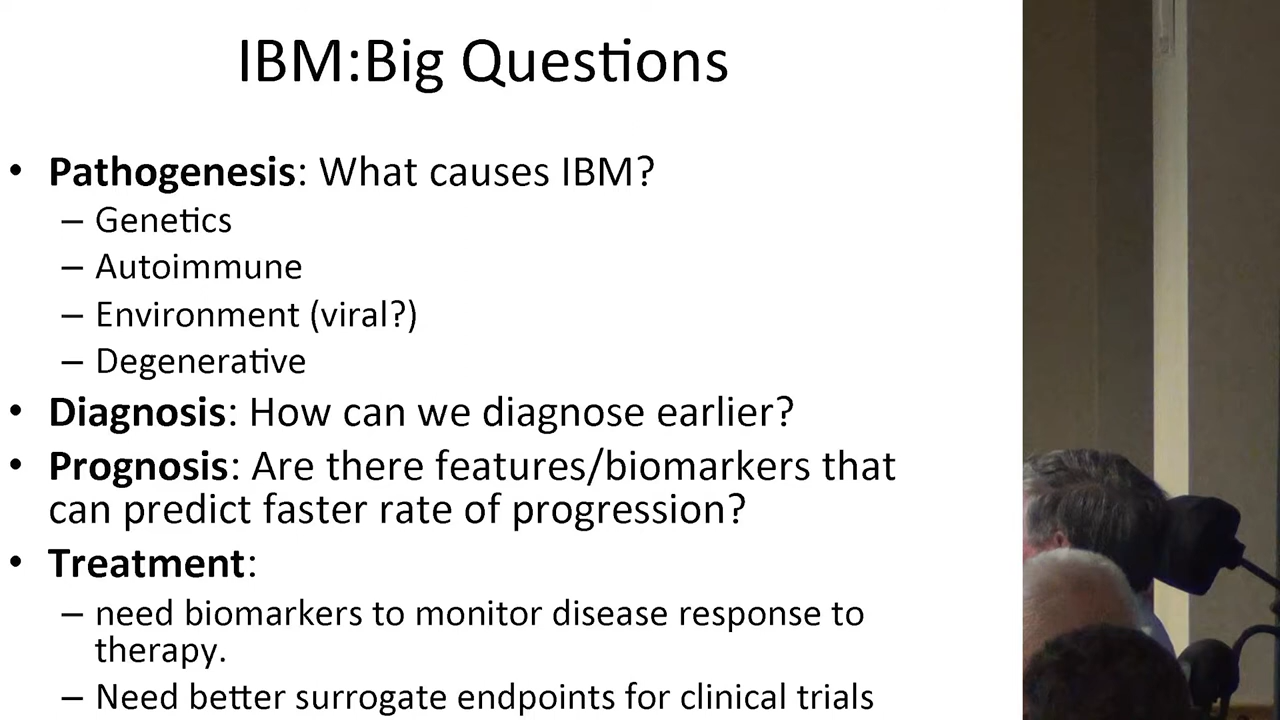 IBM:Big Questions
• Pathogenesis: What causes IBM?
– Genetics
– Autoimmune
– Environment (viral?)
– Degenerative
• Diagnosis: How can we diagnose earlier?
• Prognosis: Are there features/biomarkers that
can predict faster rate of progression?
• Treatment:
– need biomarkers to monitor disease response to
therapy.
– Need better surrogate endpoints for clinical trials